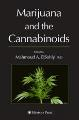 Marijuana
and the
Cannabinoids
Edited by
Mahmoud A. ElSohly PhD
Humana Press